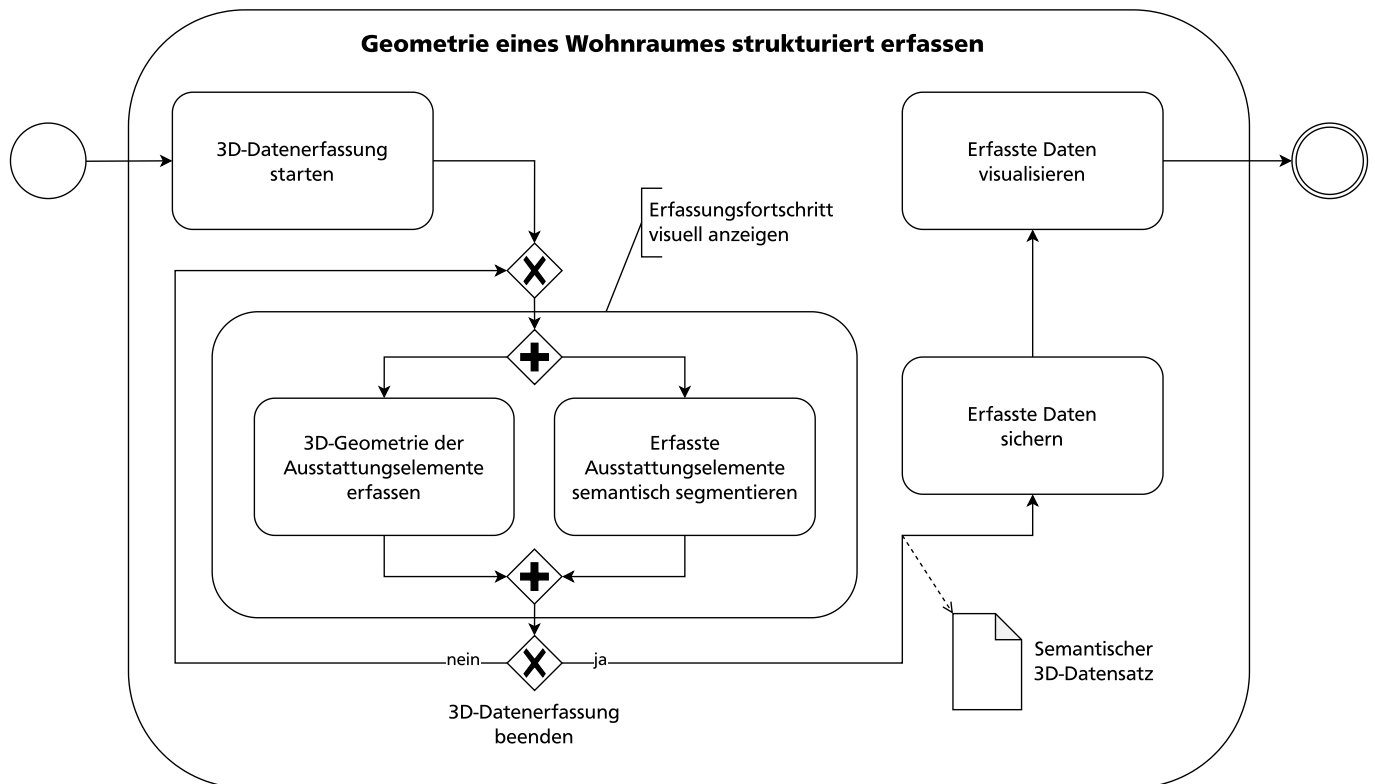 Geometrie eines Wohnraumes strukturiert erfassen
3D-Datenerfassung
starten
Erfasste Daten
visualisieren
Erfassungsfortschritt
visuell anzeigen
3D-Geometrie der
Ausstattungselemente
erfassen
Erfasste
Ausstattungselemente
semantisch segmentieren
Erfasste Daten
sichern
nein
ja
Semantischer
3D-Datensatz
3D-Datenerfassung
beenden